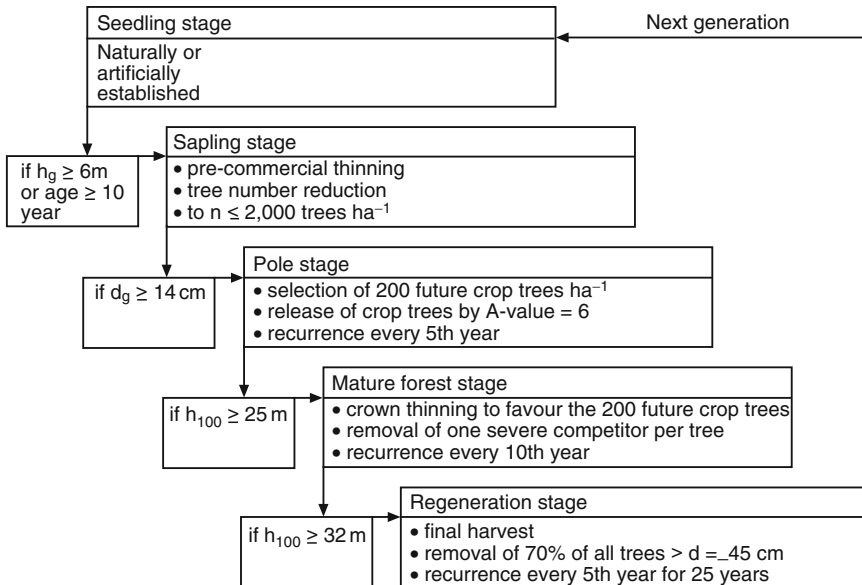 Seedling stage
Next generation
Naturally or
artificially
established
Sapling stage
if h_g ≥ 6m
or age ≥ 10
year
• pre-commercial thinning
• tree number reduction
• to n ≤ 2,000 trees ha⁻¹
Pole stage
if d_g ≥ 14 cm
• selection of 200 future crop trees ha⁻¹
• release of crop trees by A-value = 6
• recurrence every 5th year
Mature forest stage
if h₁₀₀ ≥ 25 m
• crown thinning to favour the 200 future crop trees
• removal of one severe competitor per tree
• recurrence every 10th year
Regeneration stage
if h₁₀₀ ≥ 32 m
• final harvest
• removal of 70% of all trees > d =_45 cm
• recurrence every 5th year for 25 years